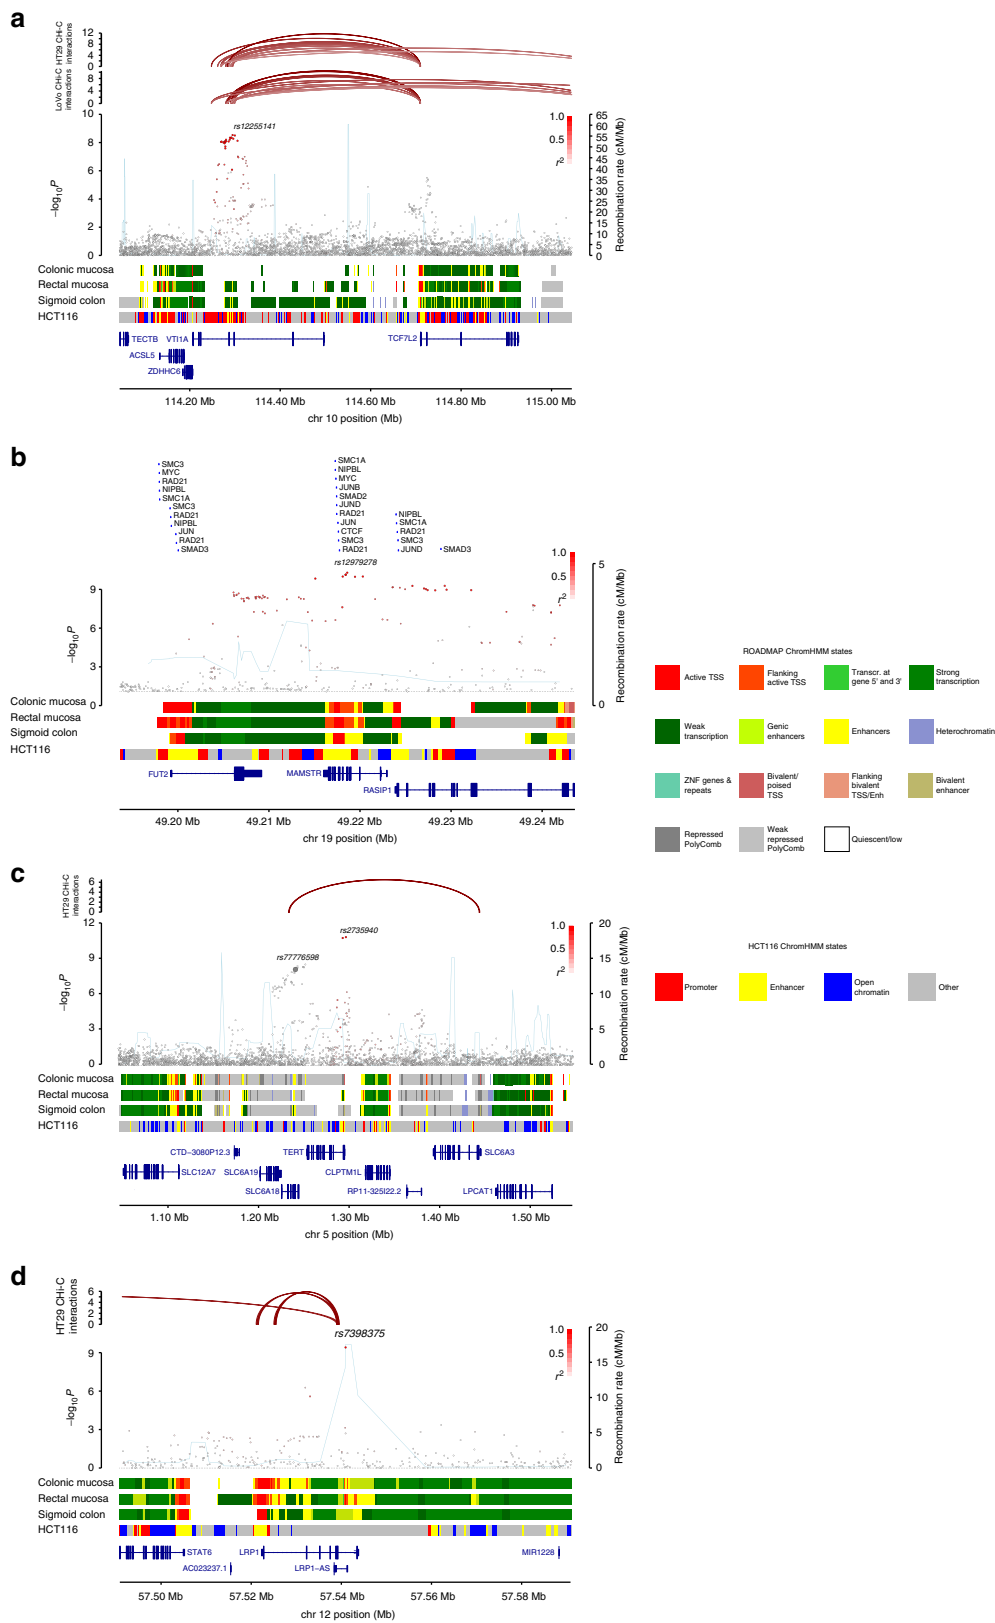 a
HT29 CHi-C
interactions
12
8
4
0
LoVo CHi-C
interactions
8
4
0
10
8
6
4
2
0
–log10P
rs12255141
1.0
0.5
r2
65
60
55
50
45
40
35
30
25
20
15
10
5
0
Recombination rate (cM/Mb)
Colonic mucosa
Rectal mucosa
Sigmoid colon
HCT116
TECTB
VTI1A
TCF7L2
ACSL5
ZDHHC6
114.20 Mb
114.40 Mb
114.60 Mb
114.80 Mb
115.00 Mb
chr 10 position (Mb)
b
SMC3
MYC
RAD21
NIPBL
SMC1A
SMC3
RAD21
NIPBL
JUN
RAD21
SMAD3
SMC1A
NIPBL
MYC
JUNB
SMAD2
JUND
RAD21
JUN
CTCF
SMC3
RAD21
NIPBL
SMC1A
RAD21
SMC3
JUND
SMAD3
rs12979278
1.0
0.5
r2
9
6
3
0
–log10P
5
0
Recombination rate (cM/Mb)
Colonic mucosa
Rectal mucosa
Sigmoid colon
HCT116
FUT2
MAMSTR
RASIP1
49.20 Mb
49.21 Mb
49.22 Mb
49.23 Mb
49.24 Mb
chr 19 position (Mb)
ROADMAP ChromHMM states
Active TSS
Flanking
active TSS
Transcr. at
gene 5' and 3'
Strong
transcription
Weak
transcription
Genic
enhancers
Enhancers
Heterochromatin
ZNF genes &
repeats
Bivalent/
poised
TSS
Flanking
bivalent
TSS/Enh
Bivalent
enhancer
Repressed
PolyComb
Weak
repressed
PolyComb
Quiescent/low
c
HT29 CHi-C
interactions
6
4
2
0
12
9
6
3
0
–log10P
rs2735940
rs77776598
1.0
0.5
r2
20
15
10
5
0
Recombination rate (cM/Mb)
Colonic mucosa
Rectal mucosa
Sigmoid colon
HCT116
CTD–3080P12.3
TERT
SLC6A3
SLC12A7
SLC6A19
CLPTM1L
SLC6A18
RP11-325I22.2
LPCAT1
1.10 Mb
1.20 Mb
1.30 Mb
1.40 Mb
1.50 Mb
chr 5 position (Mb)
HCT116 ChromHMM states
Promoter
Enhancer
Open
chromatin
Other
d
HT29 CHi-C
interactions
6
4
2
0
rs7398375
9
6
3
0
–log10P
1.0
0.5
r2
20
15
10
5
0
Recombination rate (cM/Mb)
Colonic mucosa
Rectal mucosa
Sigmoid colon
HCT116
STAT6
LRP1
MIR1228
AC023237.1
LRP1–AS
57.50 Mb
57.52 Mb
57.54 Mb
57.56 Mb
57.58 Mb
chr 12 position (Mb)